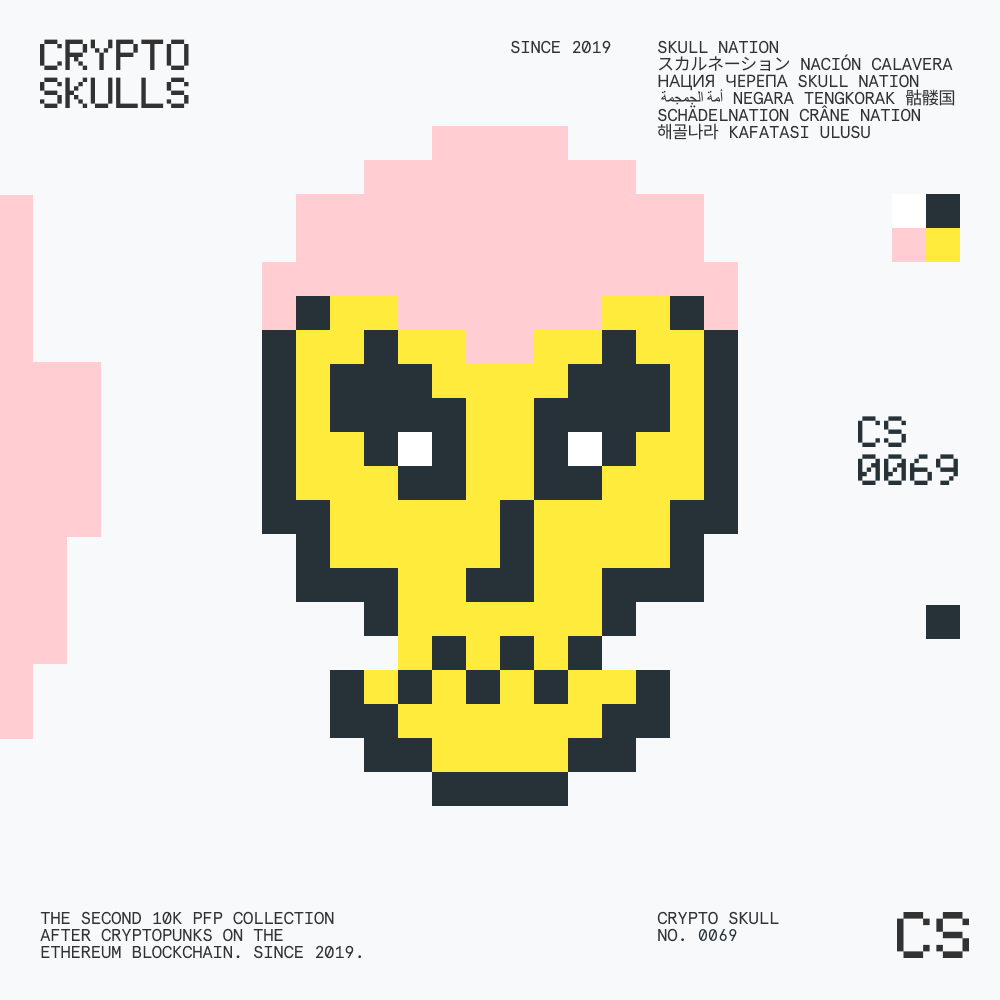 CRYPTO
SKULLS
SINCE 2019
SKULL NATION
スカルネーション NACIÓN CALAVERA
НАЦИЯ ЧЕРЕПА SKULL NATION
أمة الجمجمة NEGARA TENGKORAK 骷髅国
SCHÄDELNATION CRÂNE NATION
해골나라 KAFATASI ULUSU
CS
0069
THE SECOND 10K PFP COLLECTION
AFTER CRYPTOPUNKS ON THE
ETHEREUM BLOCKCHAIN. SINCE 2019.
CRYPTO SKULL
NO. 0069
CS